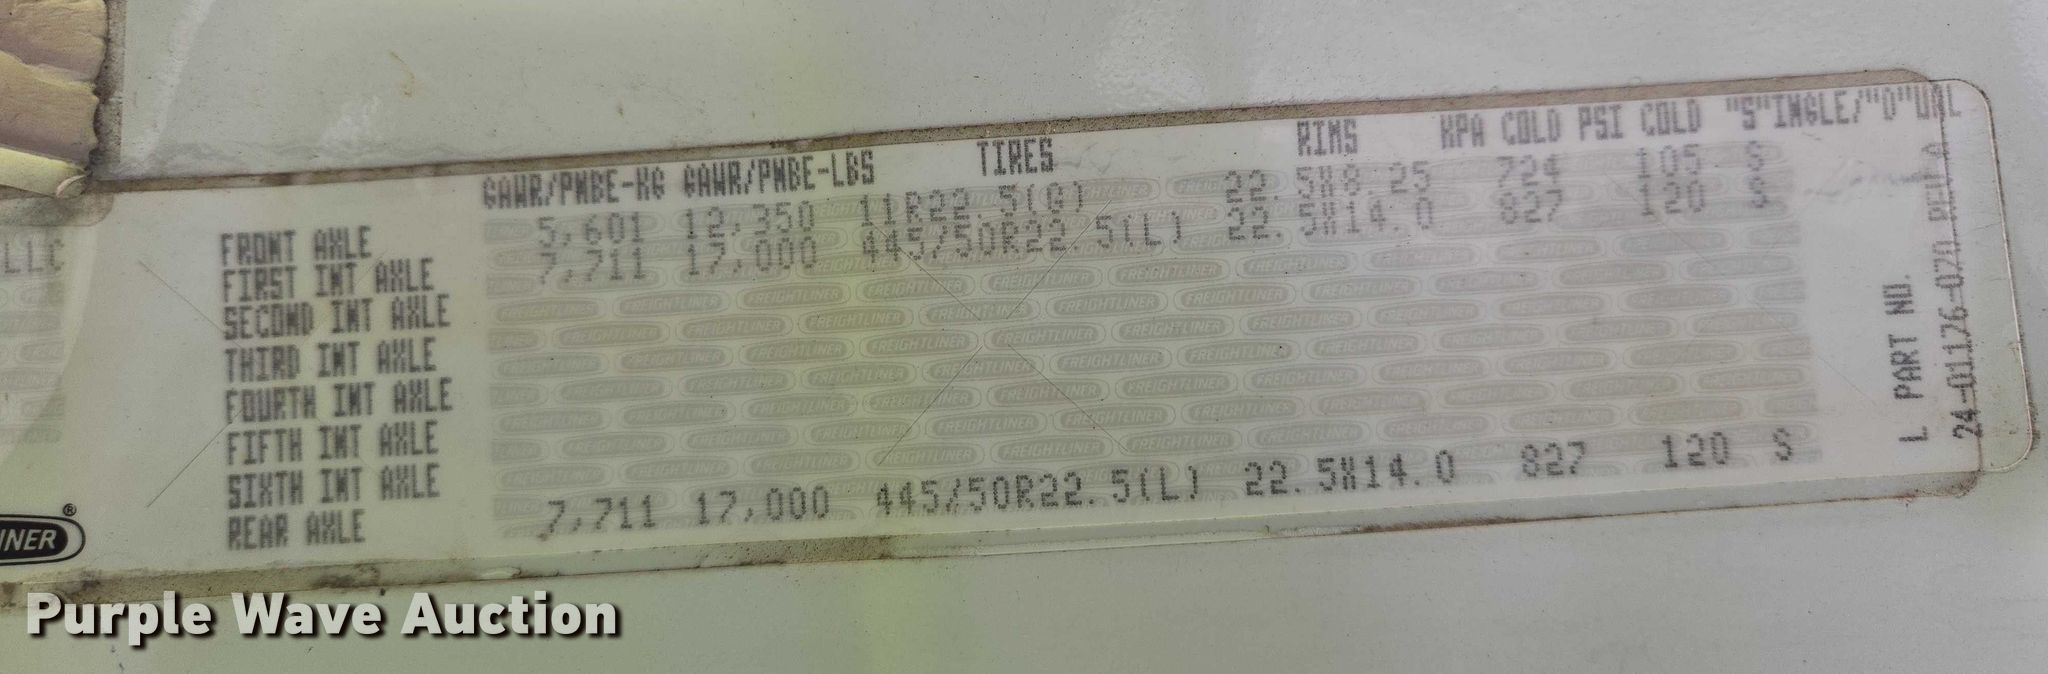 GAWR/PNBE-KG GAWR/PNBE-LBS TIRES RIMS KPA COLD PSI COLD "S"INGLE/"D"UAL
FRONT AXLE 5,601 12,350 11R22.5(G) 22.5X8.25 724 105 S
FIRST INT AXLE 7,711 17,000 445/50R22.5(L) 22.5X14.0 827 120 S
SECOND INT AXLE
THIRD INT AXLE
FOURTH INT AXLE
FIFTH INT AXLE
SIXTH INT AXLE
REAR AXLE 7,711 17,000 445/50R22.5(L) 22.5X14.0 827 120 S
L PART NO.
24-01126-020
LLC
INER®
FREIGHTLINER
Purple Wave Auction